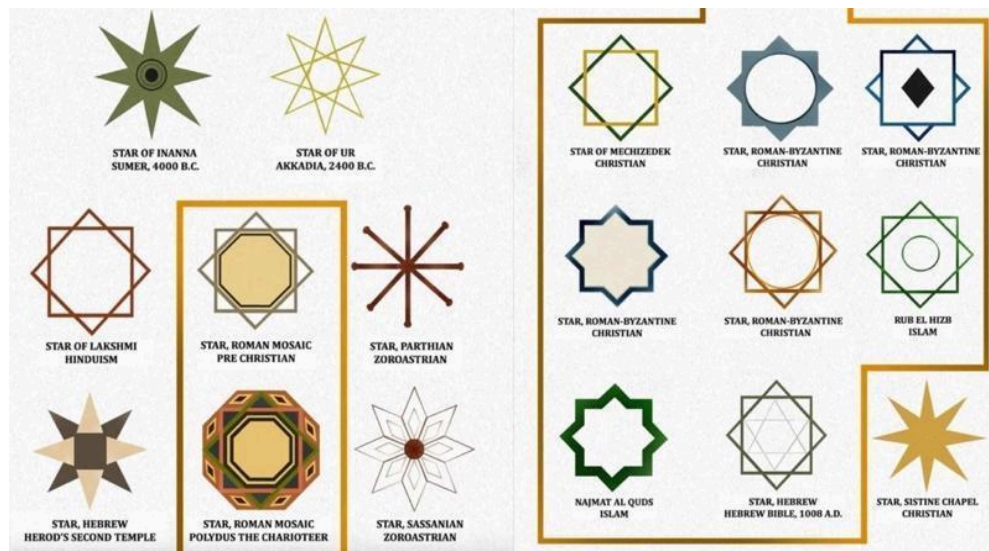 STAR OF INANNA
SUMER, 4000 B.C.
STAR OF UR
AKKADIA, 2400 B.C.
STAR OF LAKSHMI
HINDUISM
STAR, ROMAN MOSAIC
PRE CHRISTIAN
STAR, PARTHIAN
ZOROASTRIAN
STAR, HEBREW
HEROD'S SECOND TEMPLE
STAR, ROMAN MOSAIC
POLYDUS THE CHARIOTEER
STAR, SASSANIAN
ZOROASTRIAN
STAR OF MECHIZEDEK
CHRISTIAN
STAR, ROMAN-BYZANTINE
CHRISTIAN
STAR, ROMAN-BYZANTINE
CHRISTIAN
STAR, ROMAN-BYZANTINE
CHRISTIAN
STAR, ROMAN-BYZANTINE
CHRISTIAN
RUB EL HIZB
ISLAM
NAJMAT AL QUDS
ISLAM
STAR, HEBREW
HEBREW BIBLE, 1008 A.D.
STAR, SISTINE CHAPEL
CHRISTIAN